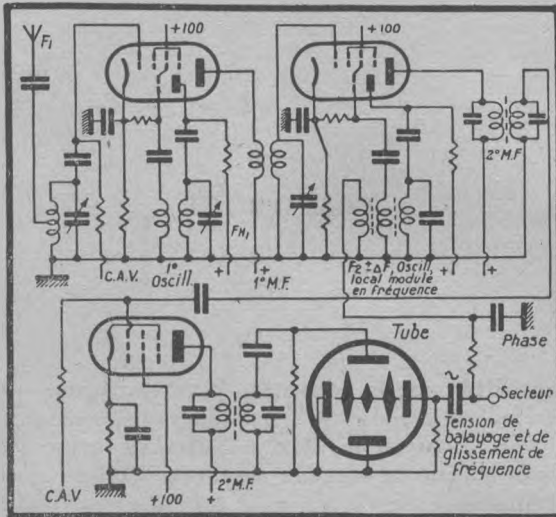 F1
+100
+100
C.A.V.
1°
Oscill.
FH1
+
+
1° M.F.
F2 ± ΔF, Oscill.
local module
en fréquence
+
+
2° M.F.
Phase
Tube
Secteur
Tension de
balayage et de
glissement de
fréquence
C.A.V
+100
2° M.F.
+